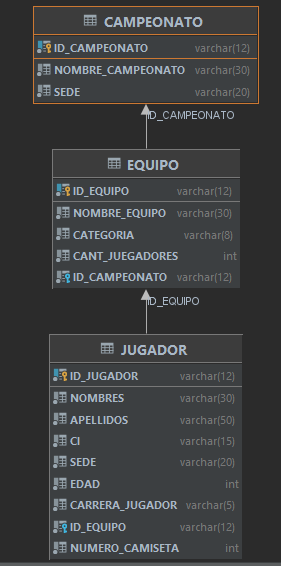 CAMPEONATO
ID_CAMPEONATO varchar(12)
NOMBRE_CAMPEONATO varchar(30)
SEDE varchar(20)
ID_CAMPEONATO
EQUIPO
ID_EQUIPO varchar(12)
NOMBRE_EQUIPO varchar(30)
CATEGORIA varchar(8)
CANT_JUEGADORES int
ID_CAMPEONATO varchar(12)
ID_EQUIPO
JUGADOR
ID_JUGADOR varchar(12)
NOMBRES varchar(30)
APELLIDOS varchar(50)
CI varchar(15)
SEDE varchar(20)
EDAD int
CARRERA_JUGADOR varchar(5)
ID_EQUIPO varchar(12)
NUMERO_CAMISETA int